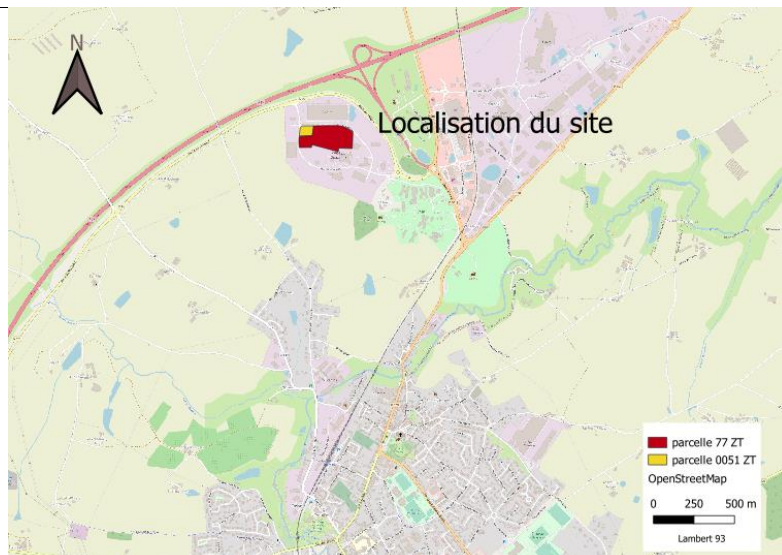 N
Localisation du site
parcelle 77 ZT
parcelle 0051 ZT
OpenStreetMap
0 250 500 m
Lambert 93